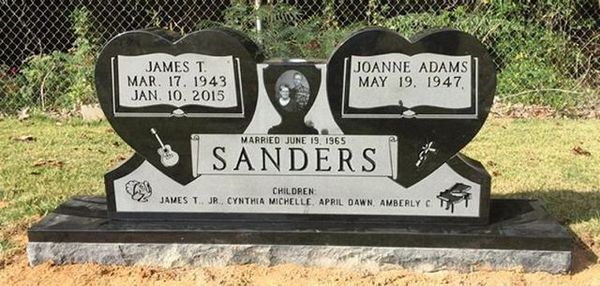 JAMES T.
MAR. 17, 1943
JAN. 10, 2015
JOANNE ADAMS
MAY 19, 1947
MARRIED JUNE 19, 1965
SANDERS
CHILDREN:
JAMES T., JR., CYNTHIA MICHELLE, APRIL DAWN, AMBERLY C.